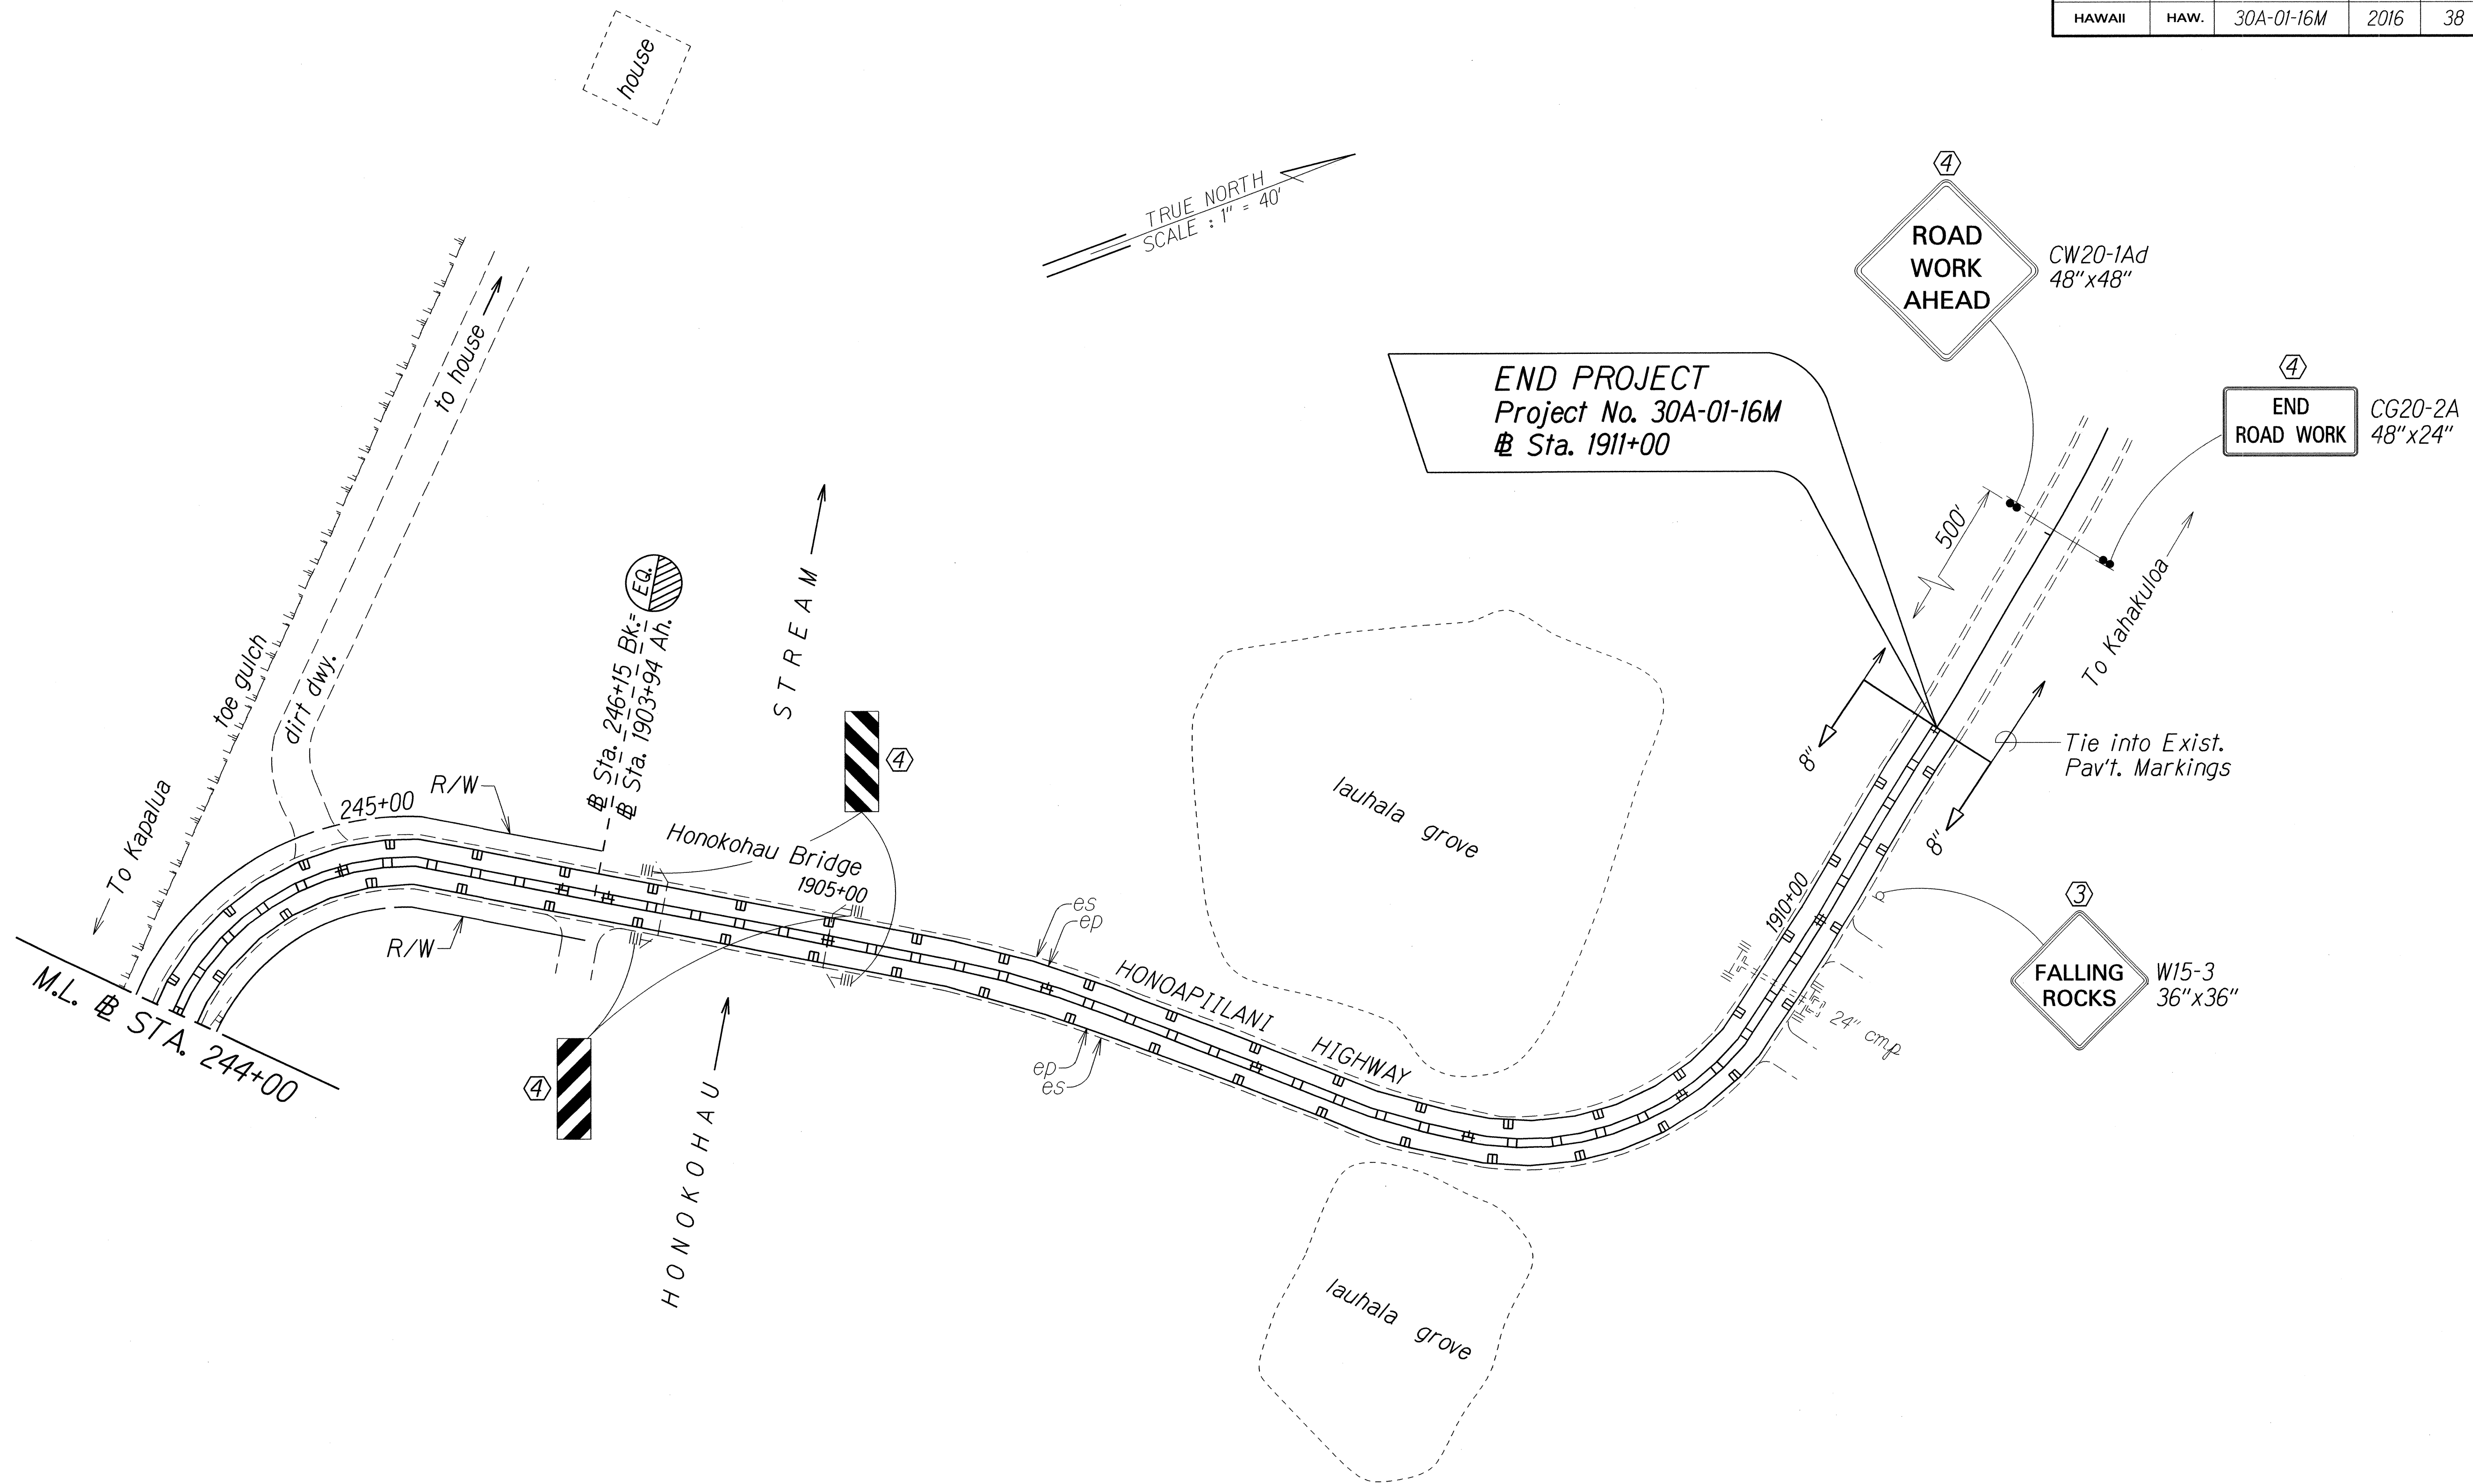 HAWAII HAW. 30A-01-16M 2016 38
house
TRUE NORTH
SCALE : 1" = 40'
4
ROAD
WORK
AHEAD
CW20-1Ad
48"x48"
4
END
ROAD WORK
CG20-2A
48"x24"
END PROJECT
Project No. 30A-01-16M
℄ Sta. 1911+00
500'
To Kahakuloa
to house
toe gulch
dirt dwy.
To Kapalua
EQ.
℄ Sta. 246+15 Bk.=
℄ Sta. 1903+94 Ah.
STREAM
4
8"
8"
Tie into Exist.
Pav't. Markings
R/W
245+00
Honokohau Bridge
1905+00
R/W
es
ep
HONOAPIILANI HIGHWAY
ep
es
lauhala grove
1910+00
3
FALLING
ROCKS
W15-3
36"x36"
24" cmp
M.L. ℄ STA. 244+00
4
HONOKOHAU
lauhala grove